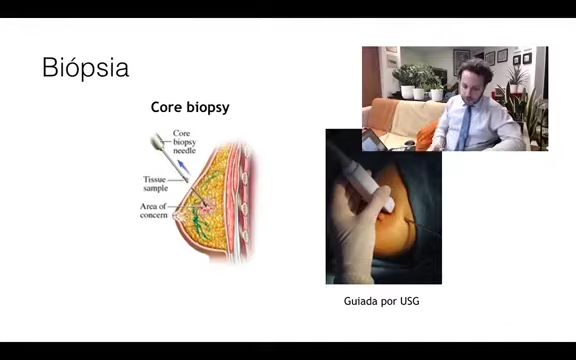 Biópsia
Core biopsy
Core
biopsy
needle
Tissue
sample
Area of
concern
Guiada por USG